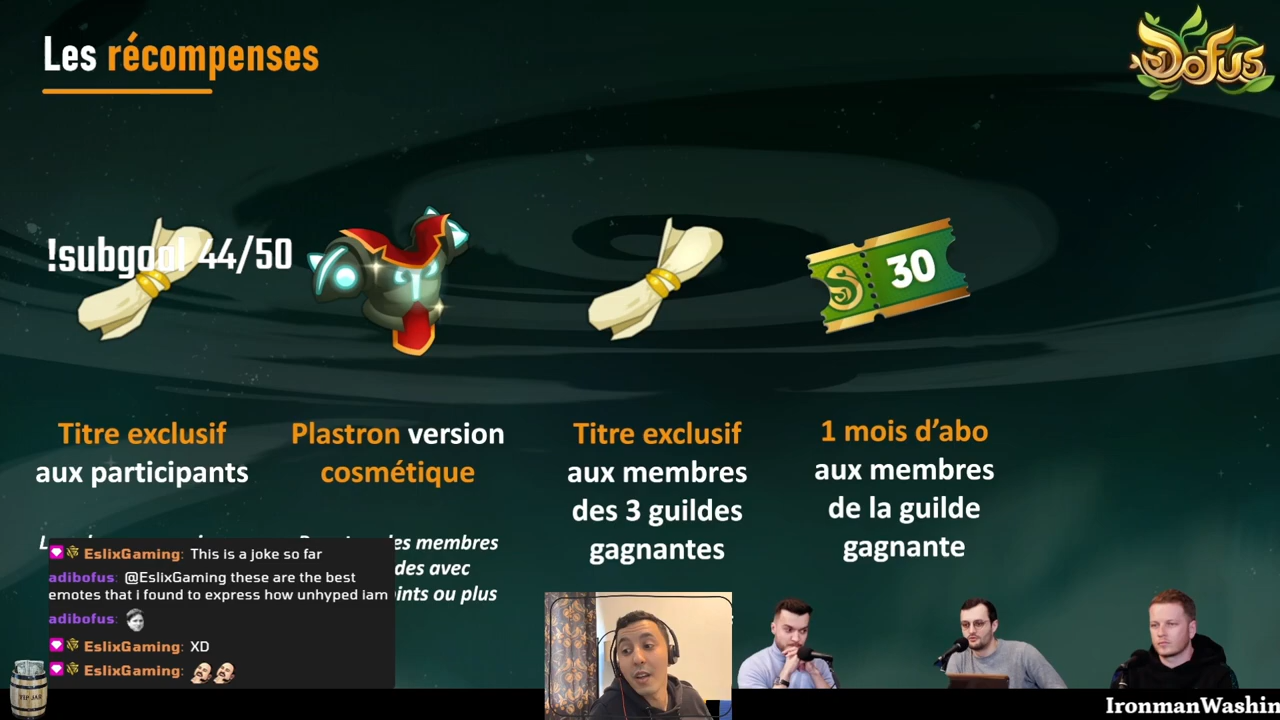 Les récompenses
Dofus
!subgoal 44/50
30
Titre exclusif
aux participants
Plastron version
cosmétique
des membres
avec
ou plus
Titre exclusif
aux membres
des 3 guildes
gagnantes
1 mois d’abo
aux membres
de la guilde
gagnante
EslixGaming: This is a joke so far
adibofus: @EslixGaming these are the best
emotes that i found to express how unhyped iam
adibofus:
EslixGaming: XD
EslixGaming:
TIP JAR
IronmanWashin